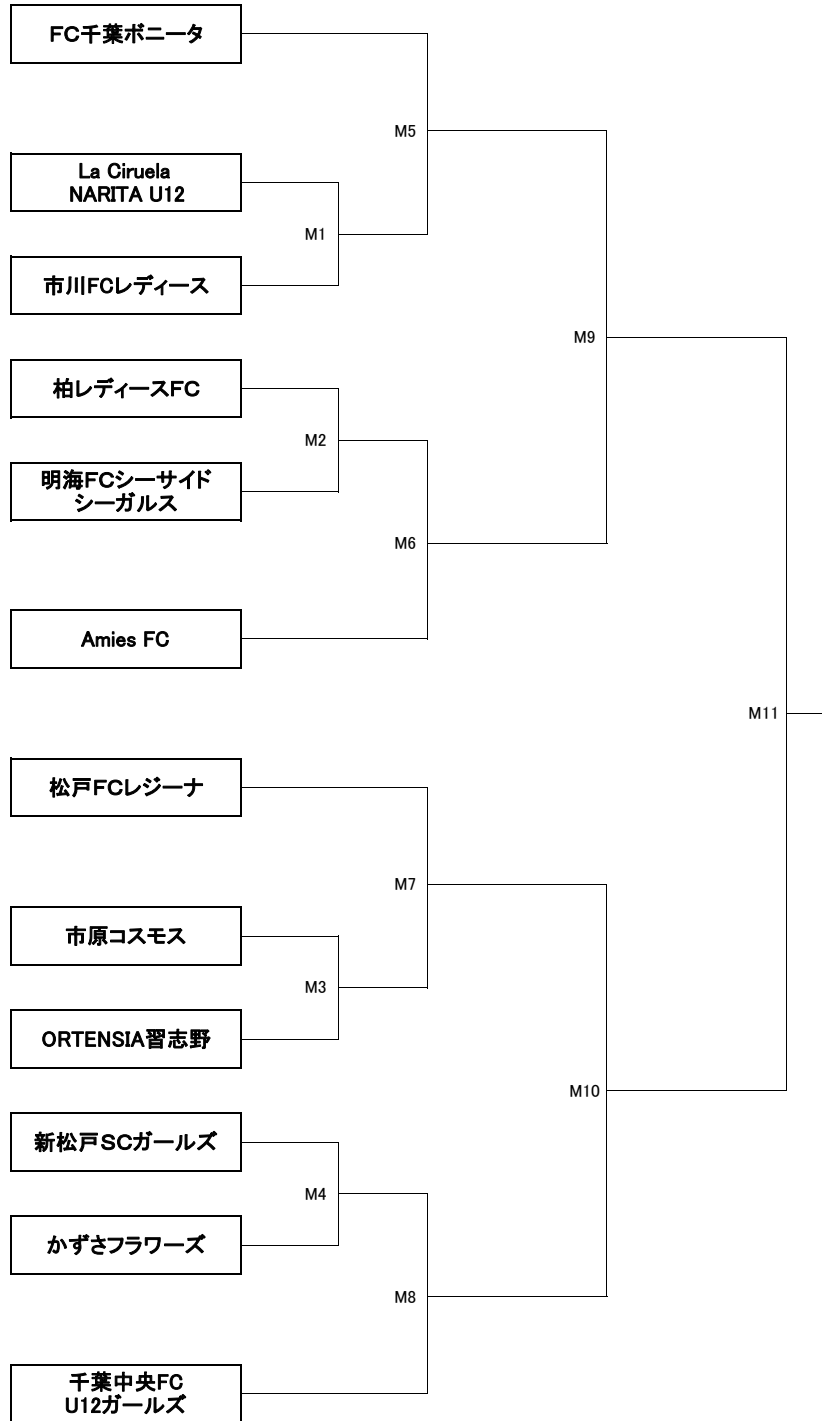 FC千葉ボニータ
M5
La Ciruela
NARITA U12
M1
市川FCレディース
M9
柏レディースFC
M2
明海FCシーサイド
シーガルス
M6
Amies FC
M11
松戸FCレジーナ
M7
市原コスモス
M3
ORTENSIA習志野
M10
新松戸SCガールズ
M4
かずさフラワーズ
M8
千葉中央FC
U12ガールズ